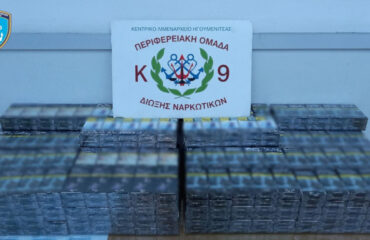 ΚΕΝΤΡΙΚΟ ΛΙΜΕΝΑΡΧΕΙΟ ΗΓΟΥΜΕΝΙΤΣΑΣ
ΠΕΡΙΦΕΡΕΙΑΚΗ ΟΜΑΔΑ
Κ 9
ΔΙΩΞΗΣ ΝΑΡΚΩΤΙΚΩΝ